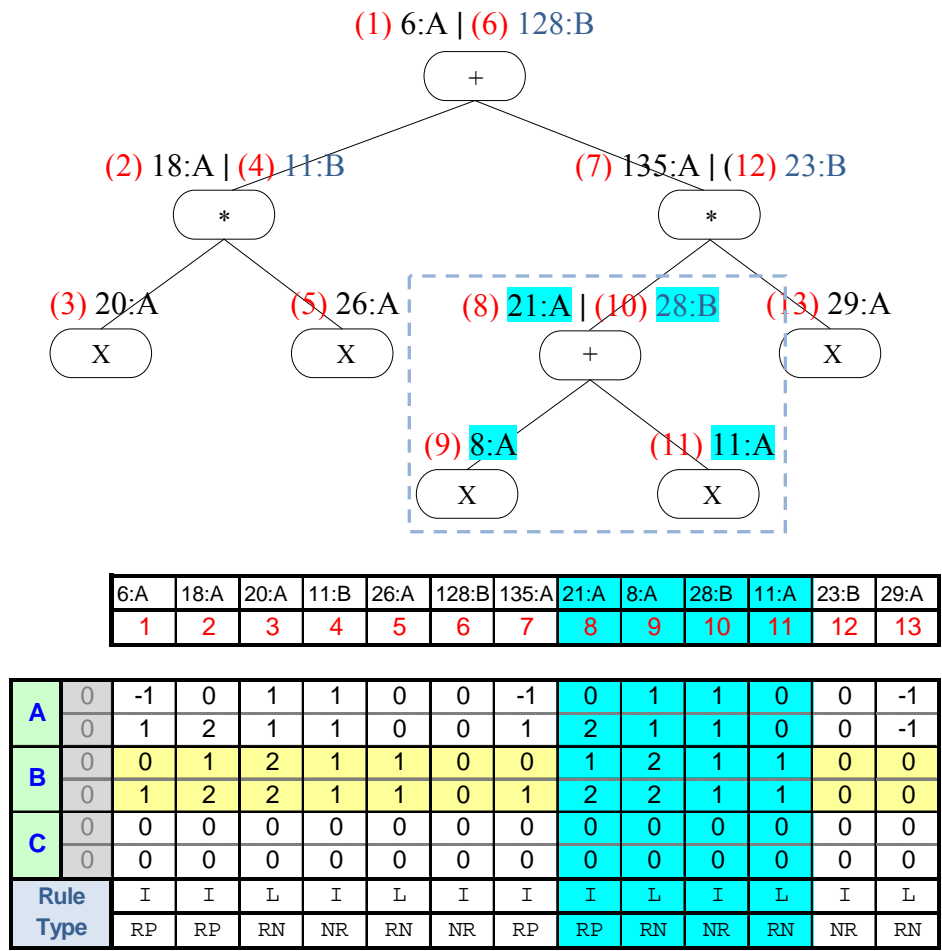 (1) 6:A | (6) 128:B
+
(2) 18:A | (4) 11:B (7) 135:A | (12) 23:B
* *
(3) 20:A (5) 26:A (8) 21:A | (10) 28:B (13) 29:A
X X + X
(9) 8:A (11) 11:A
X X
6:A 18:A 20:A 11:B 26:A 128:B 135:A 21:A 8:A 28:B 11:A 23:B 29:A
1 2 3 4 5 6 7 8 9 10 11 12 13
A 0 -1 0 1 1 0 0 -1 0 1 1 0 0 -1
0 1 2 1 1 0 0 1 2 1 1 0 0 -1
B 0 0 1 2 1 1 0 0 1 2 1 1 0 0
0 1 2 2 1 1 0 1 2 2 1 1 0 0
C 0 0 0 0 0 0 0 0 0 0 0 0 0 0
0 0 0 0 0 0 0 0 0 0 0 0 0 0
Rule I I L I L I I I L I L I L
Type RP RP RN NR RN NR RP RP RN NR RN NR RN